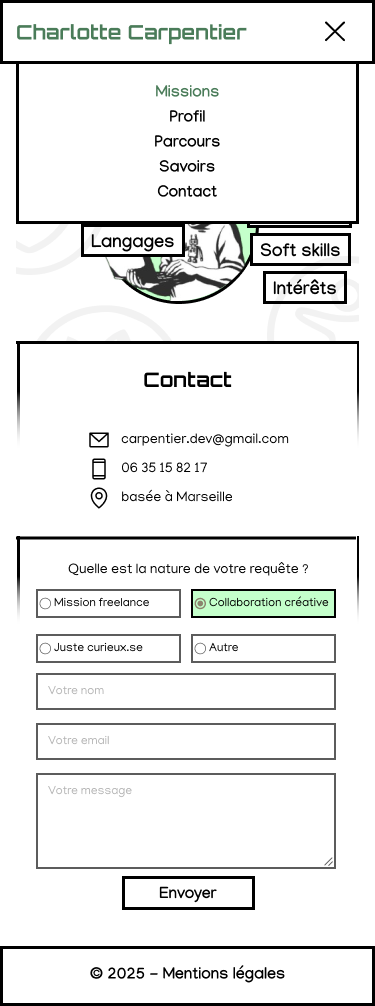 Charlotte Carpentier
Missions
Profil
Parcours
Savoirs
Contact
Langages
Soft skills
Intérêts
Contact
carpentier.dev@gmail.com
06 35 15 82 17
basée à Marseille
Quelle est la nature de votre requête ?
Mission freelance
Collaboration créative
Juste curieux.se
Autre
Votre nom
Votre email
Votre message
Envoyer
© 2025 - Mentions légales